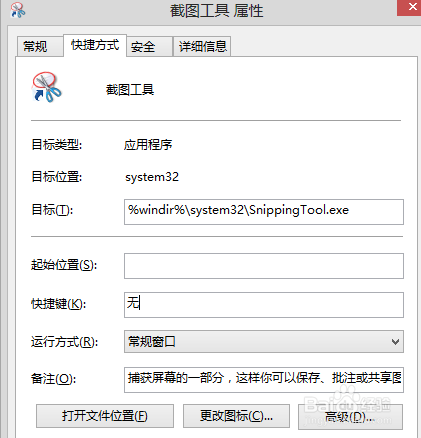 截图工具 属性
常规 快捷方式 安全 详细信息
截图工具
目标类型: 应用程序
目标位置: system32
目标(T): %windir%\system32\SnippingTool.exe
起始位置(S):
快捷键(K): 无
运行方式(R): 常规窗口
备注(O): 捕获屏幕的一部分，这样你可以保存、批注或共享图
打开文件位置(F) 更改图标(C)... 高级(D)...